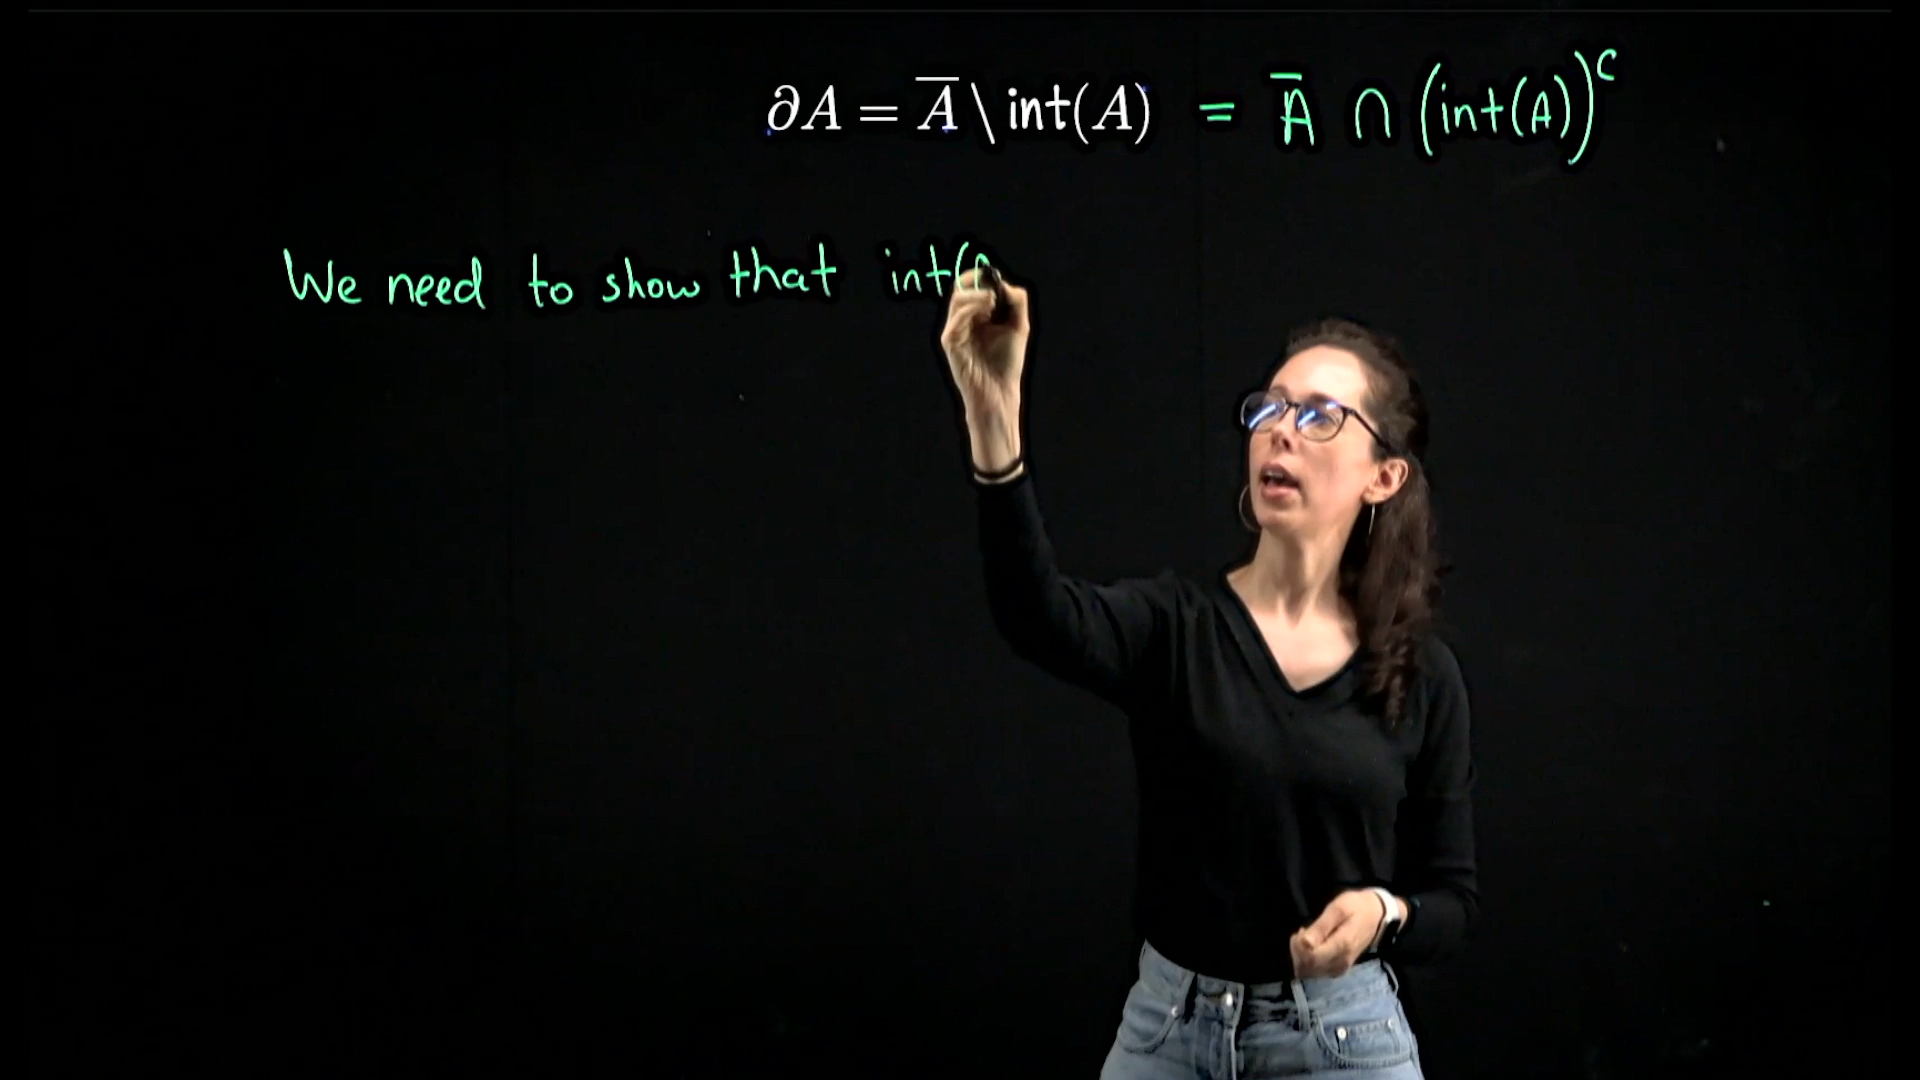 ∂A = A̅ \ int(A) = A̅ ∩ (int(A))ᶜ
We need to show that int(A